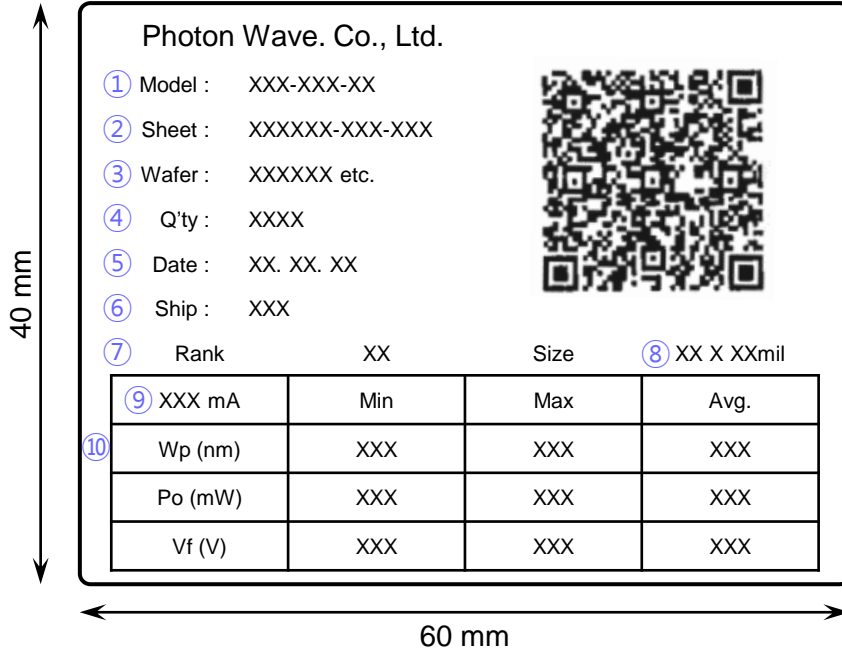 Photon Wave. Co., Ltd.
① Model : XXX-XXX-XX
② Sheet : XXXXXX-XXX-XXX
③ Wafer : XXXXXX etc.
④ Q'ty : XXXX
⑤ Date : XX. XX. XX
⑥ Ship : XXX
⑦ Rank XX Size ⑧ XX X XXmil
⑨ XXX mA Min Max Avg.
⑩ Wp (nm) XXX XXX XXX
Po (mW) XXX XXX XXX
Vf (V) XXX XXX XXX
40 mm
60 mm